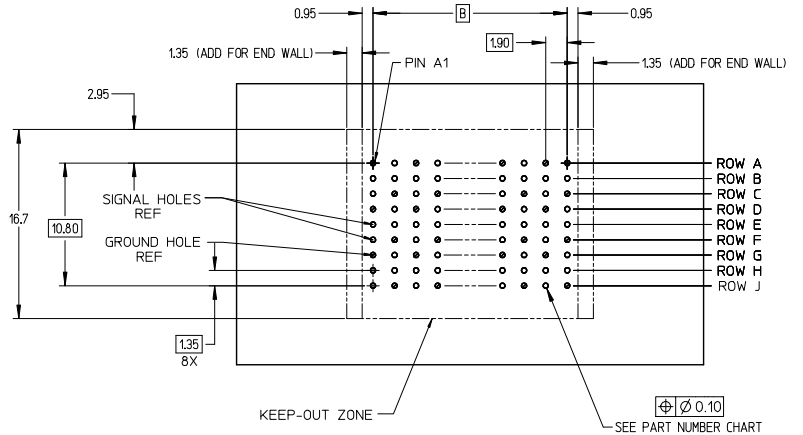 0.95
B
0.95
1.90
1.35 (ADD FOR END WALL)
PIN A1
1.35 (ADD FOR END WALL)
2.95
ROW A
ROW B
SIGNAL HOLES
REF
ROW C
ROW D
16.7
10.80
ROW E
GROUND HOLE
REF
ROW F
ROW G
ROW H
ROW J
1.35
8X
KEEP-OUT ZONE
⌖ Ø 0.10
SEE PART NUMBER CHART